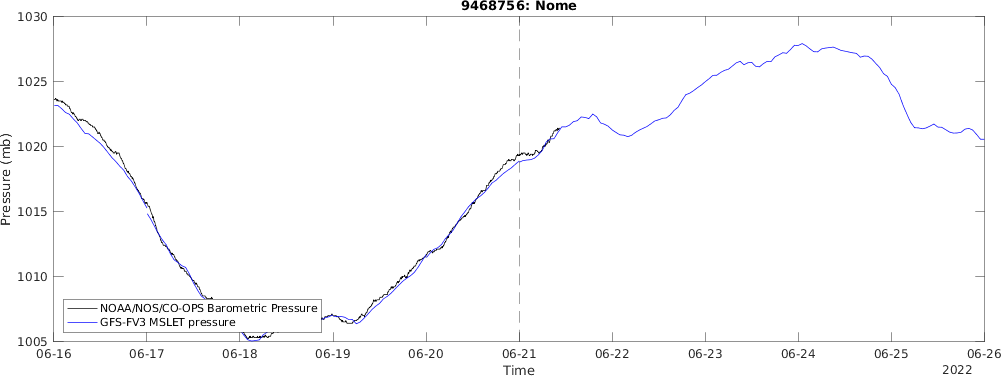 9468756: Nome
1030
1025
1020
1015
1010
1005
Pressure (mb)
NOAA/NOS/CO-OPS Barometric Pressure
GFS-FV3 MSLET pressure
06-16 06-17 06-18 06-19 06-20 06-21 06-22 06-23 06-24 06-25 06-26
Time
2022